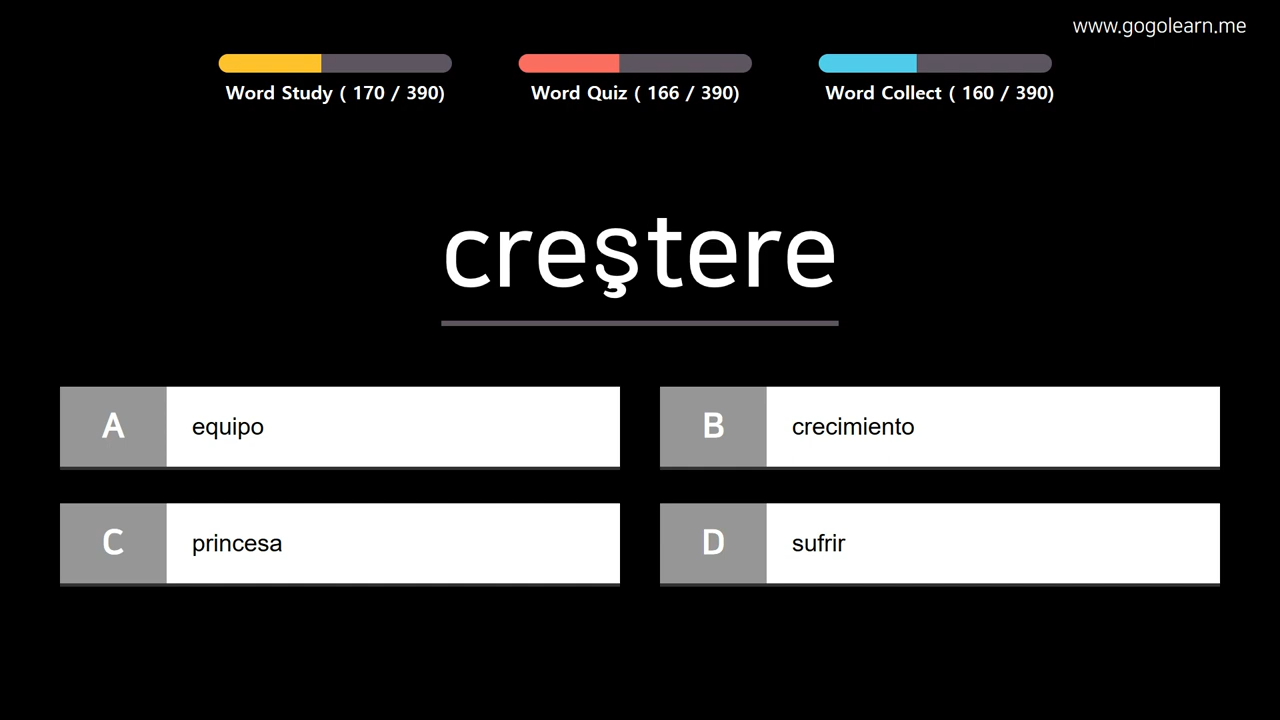 www.gogolearn.me
Word Study ( 170 / 390)
Word Quiz ( 166 / 390)
Word Collect ( 160 / 390)
creştere
A equipo
B crecimiento
C princesa
D sufrir